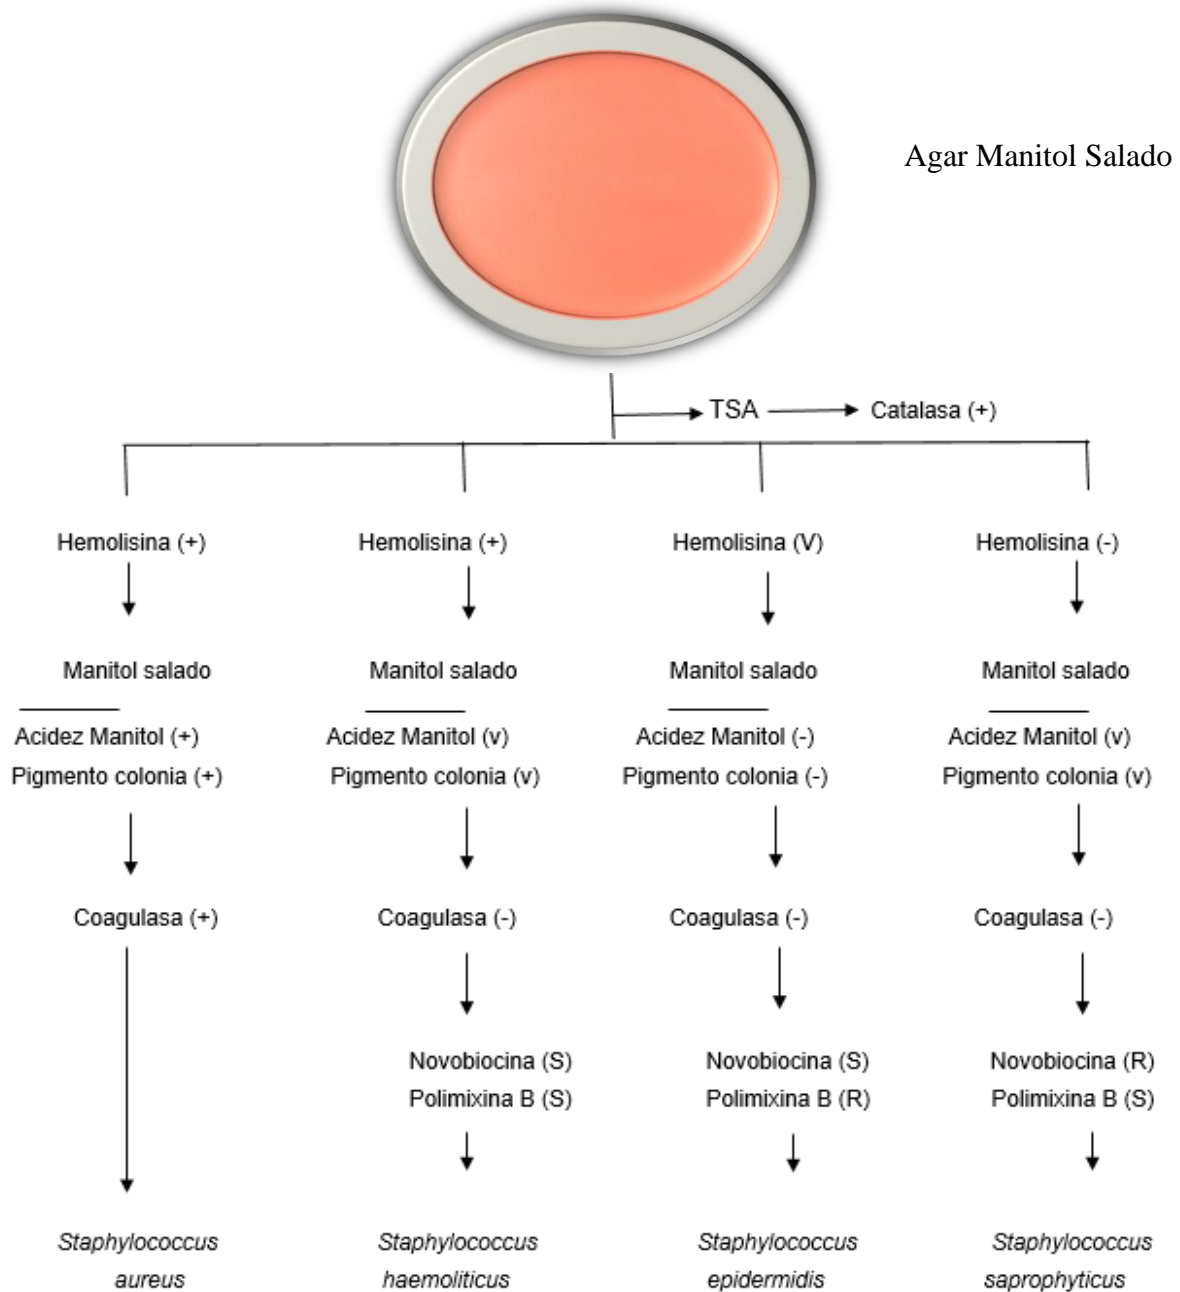 Agar Manitol Salado
TSA
Catalasa (+)
Hemolisina (+)
Hemolisina (+)
Hemolisina (V)
Hemolisina (-)
Manitol salado
Manitol salado
Manitol salado
Manitol salado
Acidez Manitol (+)
Acidez Manitol (v)
Acidez Manitol (-)
Acidez Manitol (v)
Pigmento colonia (+)
Pigmento colonia (v)
Pigmento colonia (-)
Pigmento colonia (v)
Coagulasa (+)
Coagulasa (-)
Coagulasa (-)
Coagulasa (-)
Novobiocina (S)
Novobiocina (S)
Novobiocina (R)
Polimixina B (S)
Polimixina B (R)
Polimixina B (S)
Staphylococcus
Staphylococcus
Staphylococcus
Staphylococcus
aureus
haemoliticus
epidermidis
saprophyticus